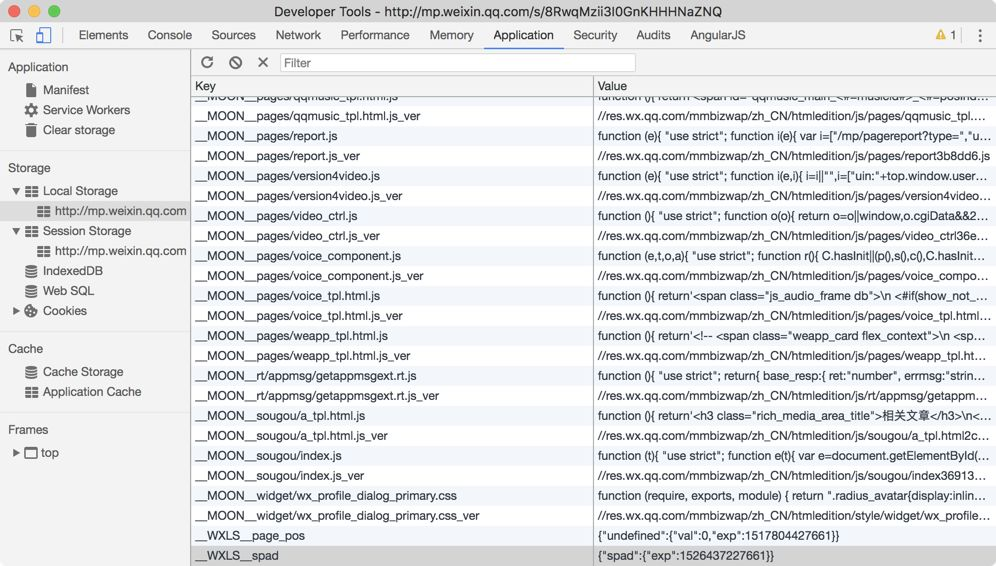 Developer Tools - http://mp.weixin.qq.com/s/8RwqMzii3I0GnKHHHNaZNQ
Elements Console Sources Network Performance Memory Application Security Audits AngularJS 1
Filter
Application
Manifest
Service Workers
Clear storage
Storage
Local Storage
http://mp.weixin.qq.com
Session Storage
http://mp.weixin.qq.com
IndexedDB
Web SQL
Cookies
Cache
Cache Storage
Application Cache
Frames
top
Key Value
__MOON__pages/qqmusic_tpl.html.js function (){ return'<span id="qqmusic_main_<#=musicid#>_<#=posInd…
__MOON__pages/qqmusic_tpl.html.js_ver //res.wx.qq.com/mmbizwap/zh_CN/htmledition/js/pages/qqmusic_tpl.…
__MOON__pages/report.js function (e){ "use strict"; function i(e){ var i=["/mp/pagereport?type=","u…
__MOON__pages/report.js_ver //res.wx.qq.com/mmbizwap/zh_CN/htmledition/js/pages/report3b8dd6.js
__MOON__pages/version4video.js function (e){ "use strict"; function i(e,i){ i=i||"",i=["uin:"+top.window.user…
__MOON__pages/version4video.js_ver //res.wx.qq.com/mmbizwap/zh_CN/htmledition/js/pages/version4video…
__MOON__pages/video_ctrl.js function (){ "use strict"; function o(o){ return o=o||window,o.cgiData&&2…
__MOON__pages/video_ctrl.js_ver //res.wx.qq.com/mmbizwap/zh_CN/htmledition/js/pages/video_ctrl36e…
__MOON__pages/voice_component.js function (e,t,o,a){ "use strict"; function r(){ C.hasInit||(p(),s(),c(),C.hasInit…
__MOON__pages/voice_component.js_ver //res.wx.qq.com/mmbizwap/zh_CN/htmledition/js/pages/voice_compo…
__MOON__pages/voice_tpl.html.js function (){ return'<span class="js_audio_frame db">\n <#if(show_not_…
__MOON__pages/voice_tpl.html.js_ver //res.wx.qq.com/mmbizwap/zh_CN/htmledition/js/pages/voice_tpl.html…
__MOON__pages/weapp_tpl.html.js function (){ return'<!-- <span class="weapp_card flex_context">\n <sp…
__MOON__pages/weapp_tpl.html.js_ver //res.wx.qq.com/mmbizwap/zh_CN/htmledition/js/pages/weapp_tpl.ht…
__MOON__rt/appmsg/getappmsgext.rt.js function (){ "use strict"; return{ base_resp:{ ret:"number", errmsg:"strin…
__MOON__rt/appmsg/getappmsgext.rt.js_ver //res.wx.qq.com/mmbizwap/zh_CN/htmledition/js/rt/appmsg/getappm…
__MOON__sougou/a_tpl.html.js function (){ return'<h3 class="rich_media_area_title">相关文章</h3>\n<…
__MOON__sougou/a_tpl.html.js_ver //res.wx.qq.com/mmbizwap/zh_CN/htmledition/js/sougou/a_tpl.html2c…
__MOON__sougou/index.js function (t){ "use strict"; function e(t){ var e=document.getElementById(…
__MOON__sougou/index.js_ver //res.wx.qq.com/mmbizwap/zh_CN/htmledition/js/sougou/index36913…
__MOON__widget/wx_profile_dialog_primary.css function (require, exports, module) { return ".radius_avatar{display:inlin…
__MOON__widget/wx_profile_dialog_primary.css_ver //res.wx.qq.com/mmbizwap/zh_CN/htmledition/style/widget/wx_profile…
__WXLS__page_pos {"undefined":{"val":0,"exp":1517804427661}}
__WXLS__spad {"spad":{"exp":1526437227661}}